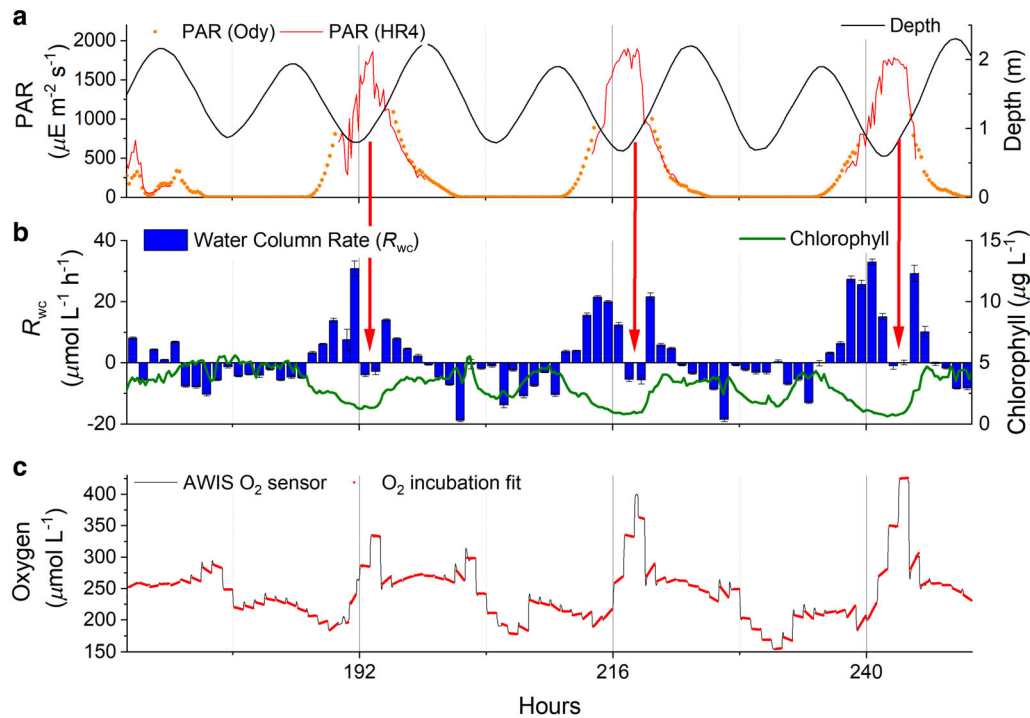 a
PAR (Ody) PAR (HR4) Depth
2000
1500
1000
500
0
PAR
(µE m⁻² s⁻¹)
2
1
0
Depth (m)
b
Water Column Rate (Rwc) Chlorophyll
40
20
0
-20
Rwc
(µmol L⁻¹ h⁻¹)
15
10
5
0
Chlorophyll
(µg L⁻¹)
c
AWIS O₂ sensor O₂ incubation fit
400
350
300
250
200
150
Oxygen
(µmol L⁻¹)
192 216 240
Hours